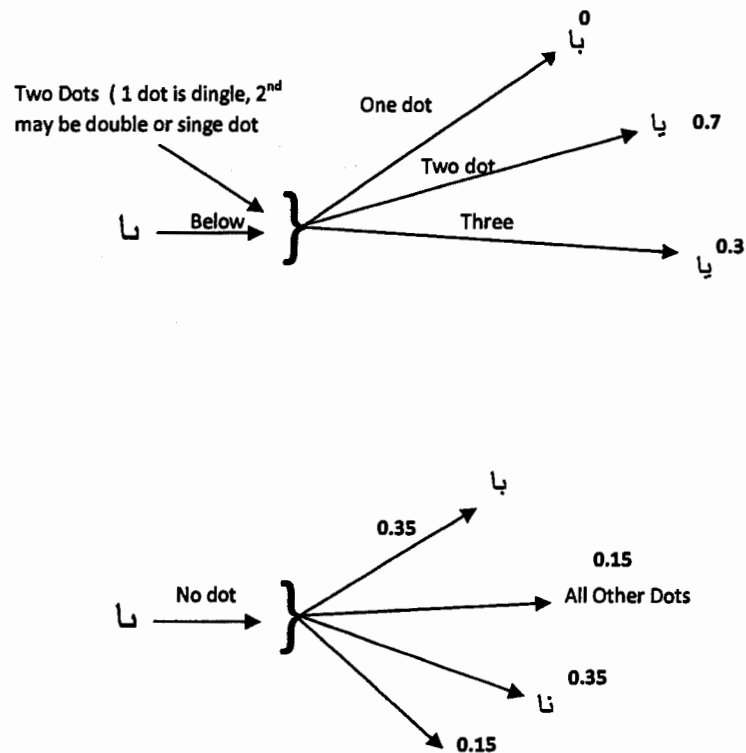 0
با
Two Dots ( 1 dot is dingle, 2nd
may be double or singe dot
One dot
يا 0.7
Two dot
ٮا Below } Three
0.3
با
0.35
0.15
All Other Dots
ٮا No dot }
0.35
نا
0.15